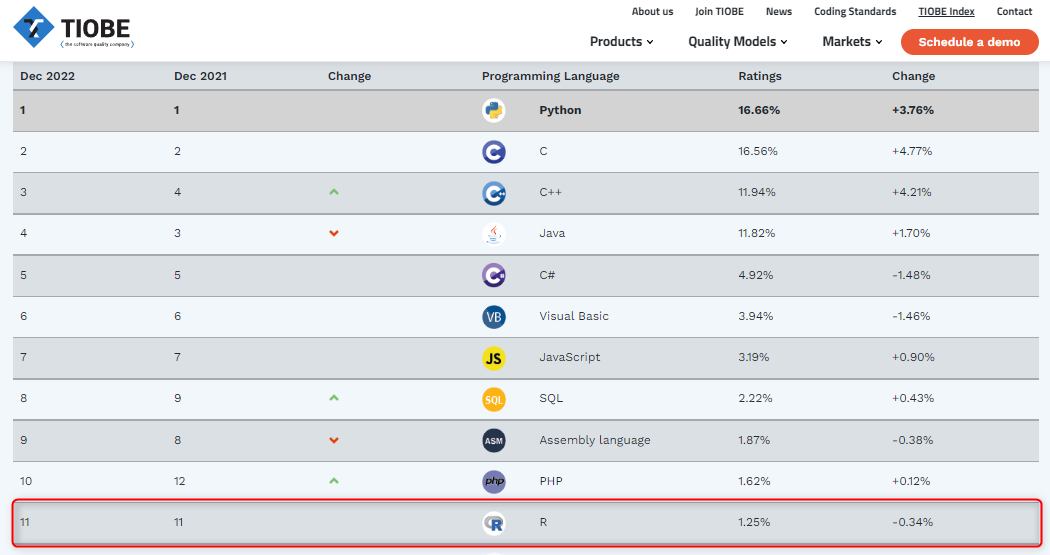 About us Join TIOBE News Coding Standards TIOBE Index Contact
TIOBE
(the software quality company)
Products Quality Models Markets Schedule a demo
Dec 2022 Dec 2021 Change Programming Language Ratings Change
1 1 Python 16.66% +3.76%
2 2 C 16.56% +4.77%
3 4 C++ 11.94% +4.21%
4 3 Java 11.82% +1.70%
5 5 C# 4.92% -1.48%
6 6 VB Visual Basic 3.94% -1.46%
7 7 JS JavaScript 3.19% +0.90%
8 9 SQL SQL 2.22% +0.43%
9 8 ASM Assembly language 1.87% -0.38%
10 12 php PHP 1.62% +0.12%
11 11 R R 1.25% -0.34%